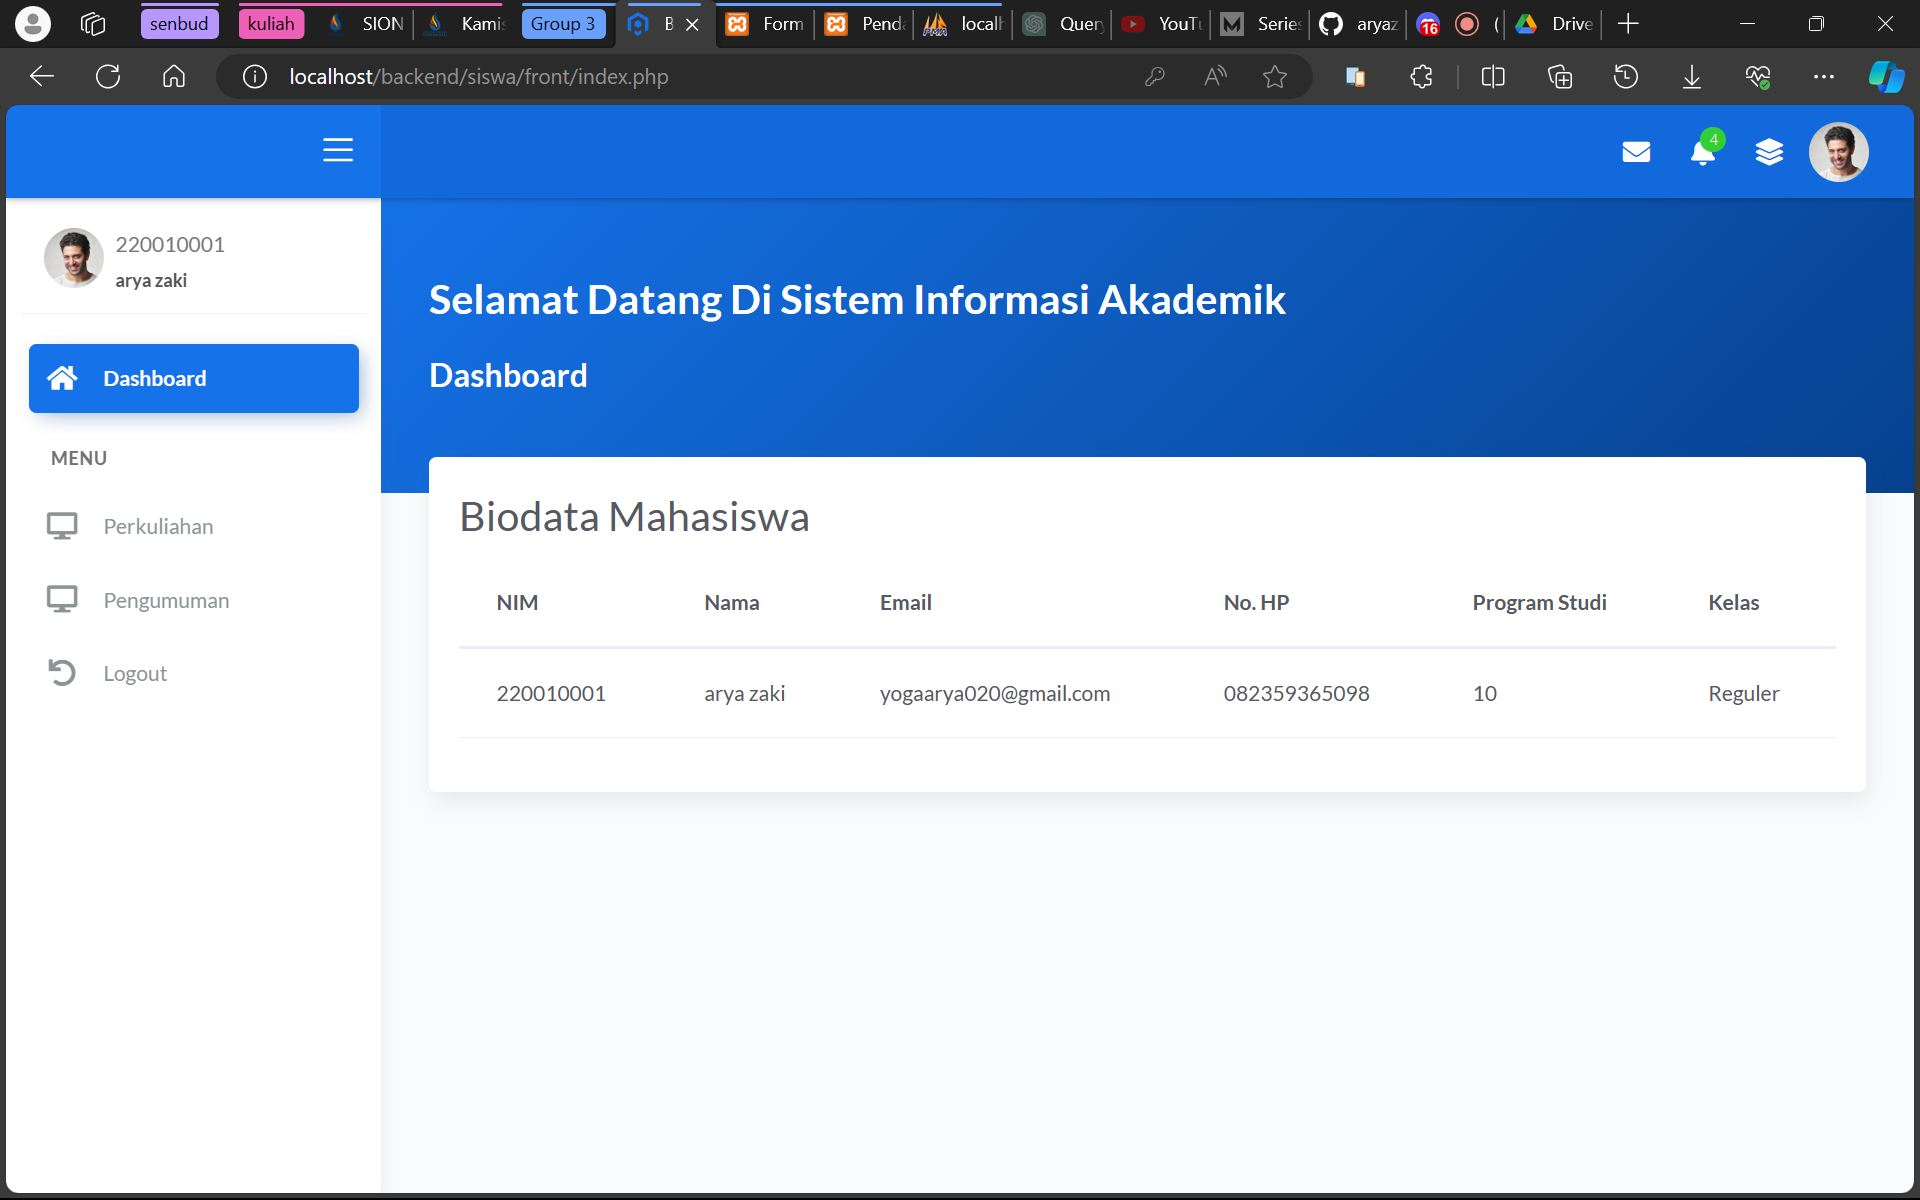 senbud
kuliah
SION
Kamis
Group 3
B
Form
Penda
localh
Query
YouTu
Series
aryaz
16
(
Drive
localhost/backend/siswa/front/index.php
4
220010001
arya zaki
Dashboard
MENU
Perkuliahan
Pengumuman
Logout
Selamat Datang Di Sistem Informasi Akademik
Dashboard
Biodata Mahasiswa
NIM Nama Email No. HP Program Studi Kelas
220010001 arya zaki yogaarya020@gmail.com 082359365098 10 Reguler